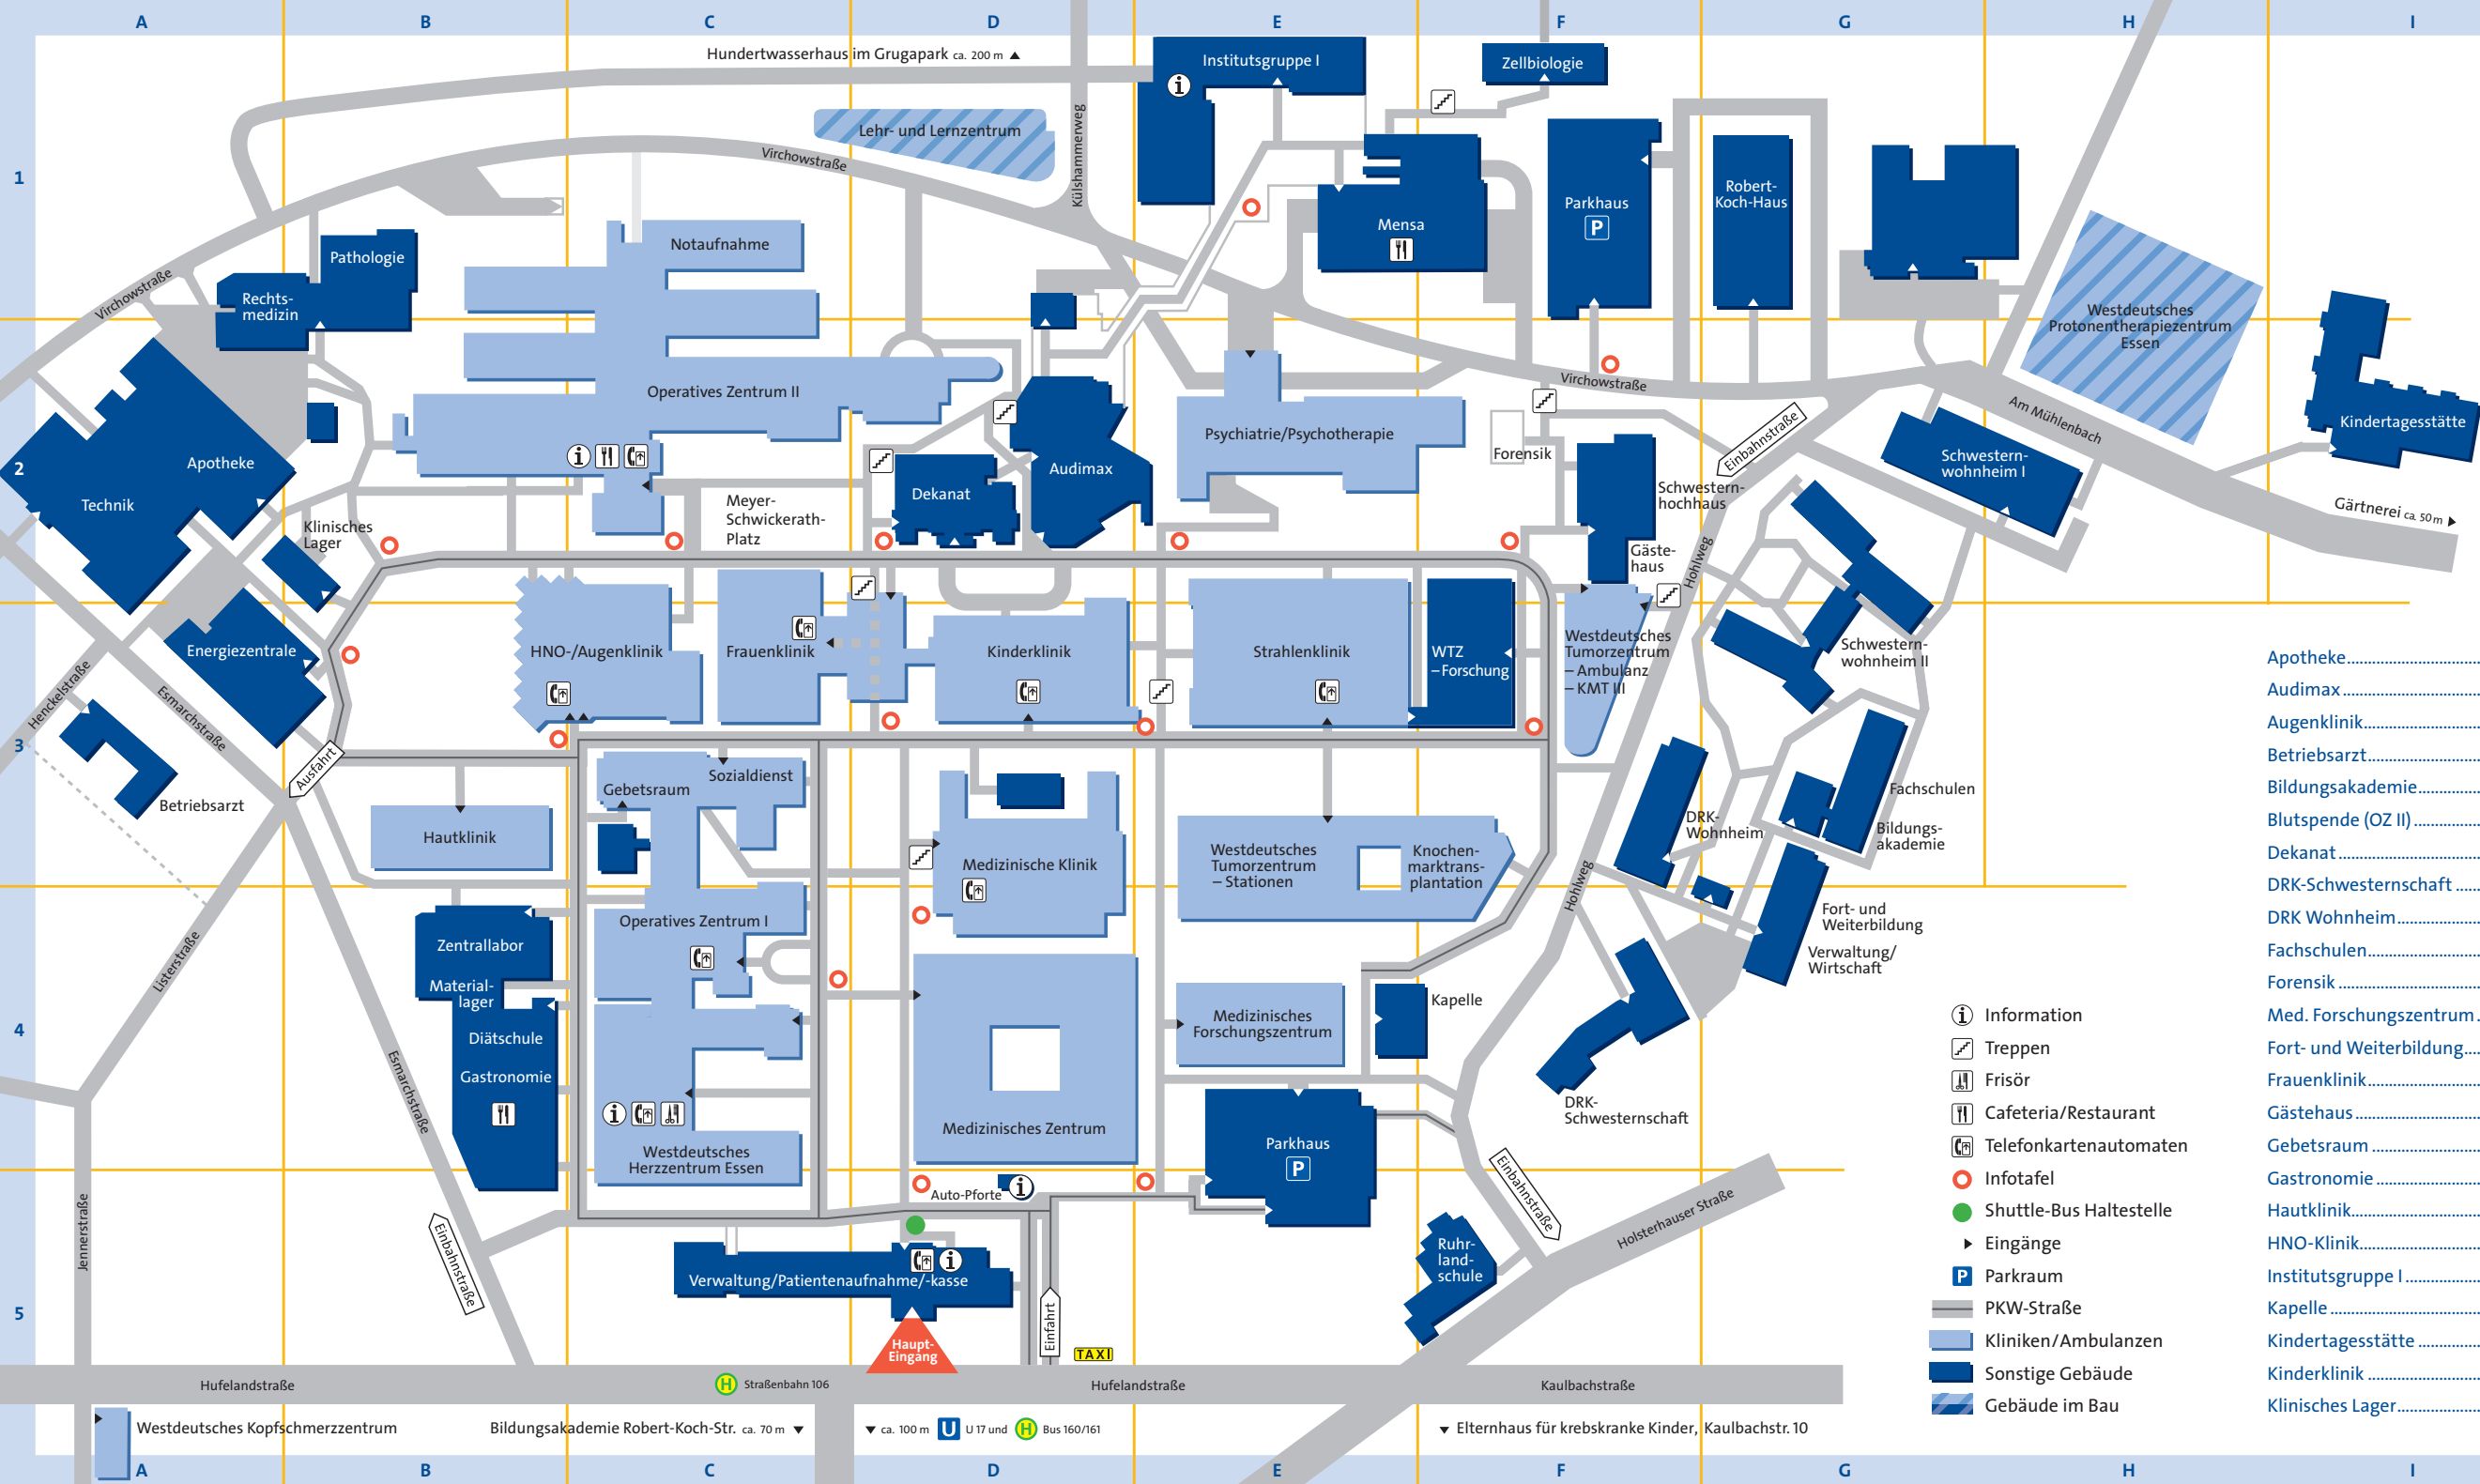 A B C D E F G H I
Hundertwasserhaus im Grugapark ca. 200 m ▲
Institutsgruppe I
Zellbiologie
Lehr- und Lernzentrum
Külshammerweg
Virchowstraße
1
Robert-
Koch-Haus
Parkhaus
P
Mensa
Notaufnahme
Pathologie
Rechts-
medizin
Virchowstraße
Westdeutsches
Protonentherapiezentrum
Essen
Virchowstraße
Operatives Zentrum II
Am Mühlenbach
Kindertagesstätte
Einbahnstraße
Psychiatrie/Psychotherapie
Forensik
2
Apotheke
Technik
Audimax
Dekanat
Schwestern-
wohnheim I
Schwestern-
hochhaus
Meyer-
Schwickerath-
Platz
Gärtnerei ca. 50 m ▶
Klinisches
Lager
Gäste-
haus
Hohlweg
HNO-/Augenklinik
Frauenklinik
Kinderklinik
Strahlenklinik
WTZ
– Forschung
Westdeutsches
Tumorzentrum
– Ambulanz
– KMT III
Schwestern-
wohnheim II
Energiezentrale
Henckelstraße
Esmarchstraße
3
Ausfahrt
Betriebsarzt
Gebetsraum
Sozialdienst
Hautklinik
Medizinische Klinik
Westdeutsches
Tumorzentrum
– Stationen
Knochen-
marktrans-
plantation
DRK-
Wohnheim
Fachschulen
Bildungs-
akademie
Hohlweg
Operatives Zentrum I
Zentrallabor
Material-
lager
Fort- und
Weiterbildung
Verwaltung/
Wirtschaft
Listerstraße
4
Diätschule
Gastronomie
Medizinisches
Forschungszentrum
Kapelle
Esmarchstraße
Medizinisches Zentrum
DRK-
Schwesternschaft
Parkhaus
P
Westdeutsches
Herzzentrum Essen
Auto-Pforte
Jennerstraße
Einbahnstraße
Einbahnstraße
Holsterhauser Straße
Ruhr-
land-
schule
Verwaltung/Patientenaufnahme/-kasse
5
Haupt-
Eingang
Einfahrt
TAXI
Hufelandstraße
H Straßenbahn 106
Hufelandstraße
Kaulbachstraße
Westdeutsches Kopfschmerzzentrum
Bildungsakademie Robert-Koch-Str. ca. 70 m ▼
▼ ca. 100 m U U 17 und H Bus 160/161
▼ Elternhaus für krebskranke Kinder, Kaulbachstr. 10
A B C D E F G H I
Information
Treppen
Frisör
Cafeteria/Restaurant
Telefonkartenautomaten
Infotafel
Shuttle-Bus Haltestelle
Eingänge
P Parkraum
PKW-Straße
Kliniken/Ambulanzen
Sonstige Gebäude
Gebäude im Bau
Apotheke
Audimax
Augenklinik
Betriebsarzt
Bildungsakademie
Blutspende (OZ II)
Dekanat
DRK-Schwesternschaft
DRK Wohnheim
Fachschulen
Forensik
Med. Forschungszentrum
Fort- und Weiterbildung
Frauenklinik
Gästehaus
Gebetsraum
Gastronomie
Hautklinik
HNO-Klinik
Institutsgruppe I
Kapelle
Kindertagesstätte
Kinderklinik
Klinisches Lager